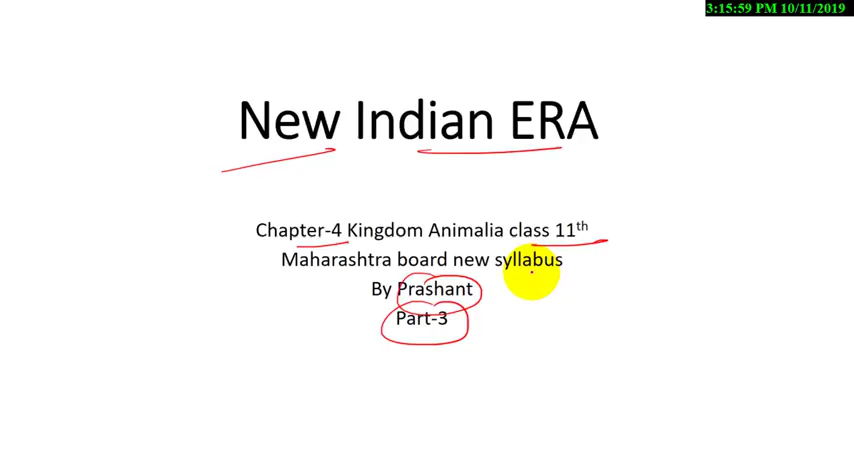 3:15:59 PM 10/11/2019
New Indian ERA
Chapter-4 Kingdom Animalia class 11th
Maharashtra board new syllabus
By Prashant
Part-3